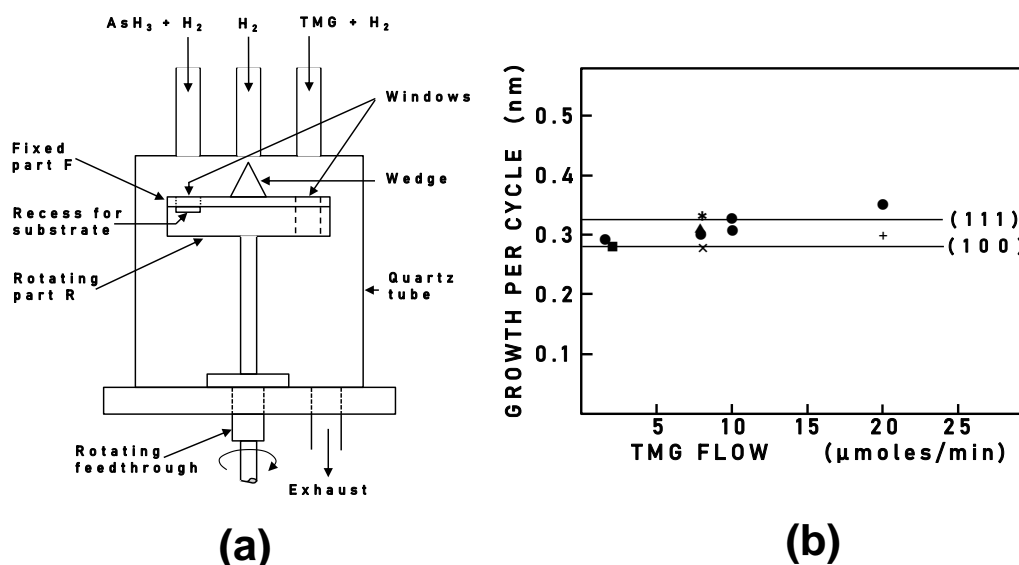 AsH₃ + H₂
H₂
TMG + H₂
Windows
Fixed
part F
Wedge
Recess for
substrate
Rotating
part R
Quartz
tube
Rotating
feedthrough
Exhaust
(a)
GROWTH PER CYCLE (nm)
0.5
0.4
0.3
0.2
0.1
(111)
(100)
5
10
15
20
25
TMG FLOW (μmoles/min)
(b)